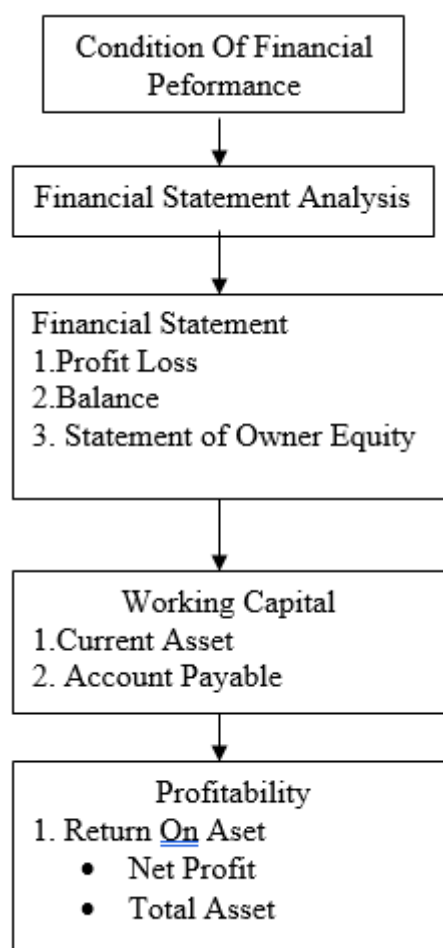 Condition Of Financial
Peformance
Financial Statement Analysis
Financial Statement
1.Profit Loss
2.Balance
3. Statement of Owner Equity
Working Capital
1.Current Asset
2. Account Payable
Profitability
1. Return On Aset
• Net Profit
• Total Asset